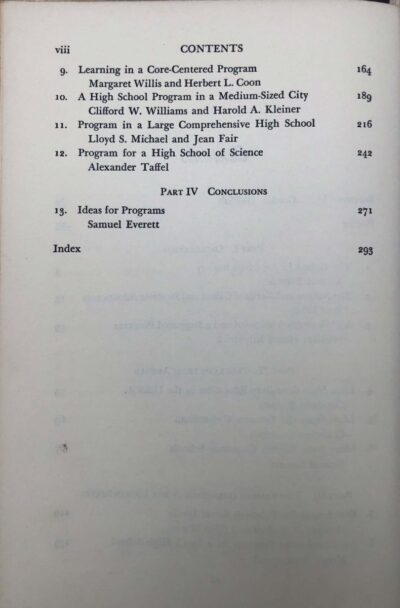 viii CONTENTS
9. Learning in a Core-Centered Program 164
Margaret Willis and Herbert L. Coon
10. A High School Program in a Medium-Sized City 189
Clifford W. Williams and Harold A. Kleiner
11. Program in a Large Comprehensive High School 216
Lloyd S. Michael and Jean Fair
12. Program for a High School of Science 242
Alexander Taffel
PART IV CONCLUSIONS
13. Ideas for Programs 271
Samuel Everett
Index 293